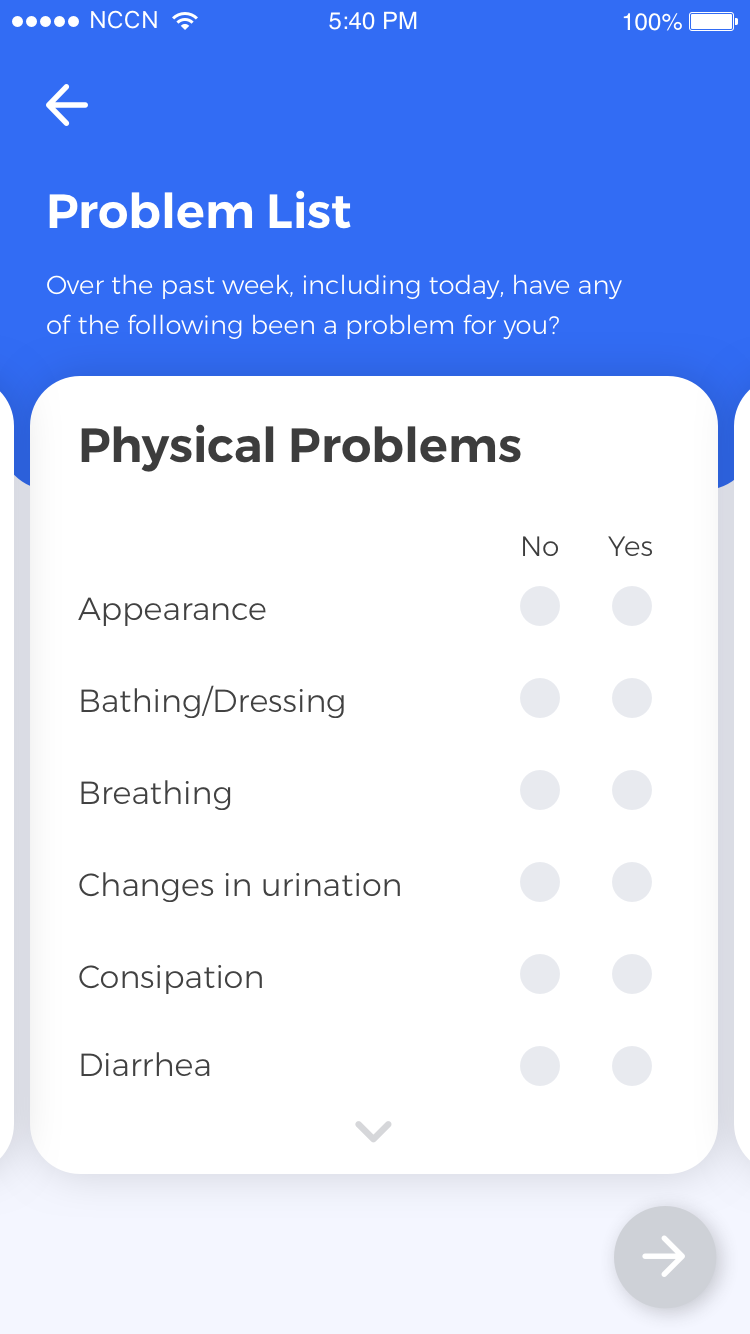 NCCN 5:40 PM 100%
Problem List
Over the past week, including today, have any
of the following been a problem for you?
Physical Problems
No Yes
Appearance
Bathing/Dressing
Breathing
Changes in urination
Consipation
Diarrhea